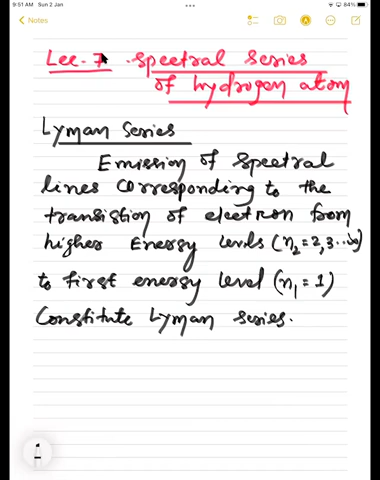 9:51 AM Sun 2 Jan
84%
Notes
Lec. 7. Spectral Series
of hydrogen atom
Lyman Series
Emission of spectral
lines corresponding to the
transistion of electron from
higher Energy levels (n₂ = 2, 3 ... ∞)
to first energy level (n₁ = 1)
Constitute Lyman series.